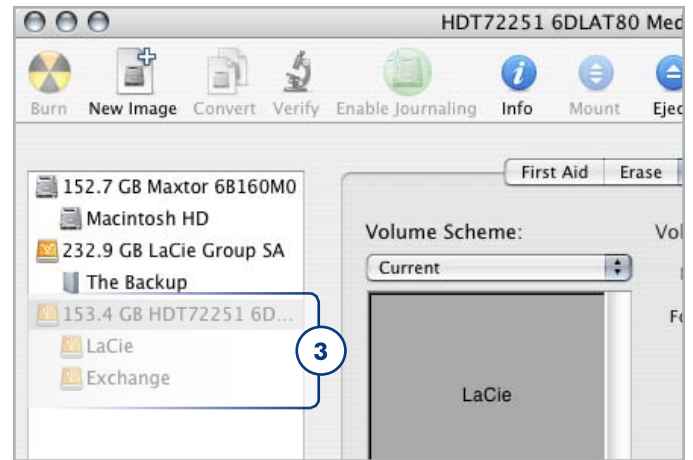 HDT72251 6DLAT80 Med
Burn New Image Convert Verify Enable Journaling Info Mount Ejec
First Aid Erase
152.7 GB Maxtor 6B160M0
Macintosh HD
232.9 GB LaCie Group SA
The Backup
153.4 GB HDT72251 6D...
LaCie
Exchange
3
Volume Scheme:
Vol
Current
Fo
LaCie